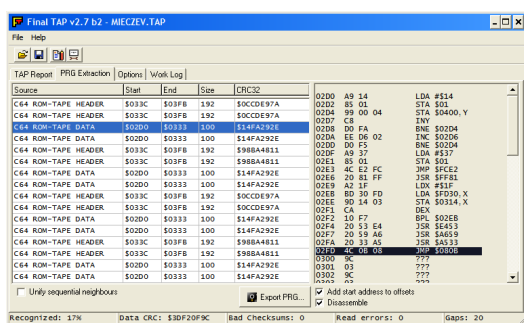 Final TAP v2.7 b2 - MIECZEV.TAP
File Help
TAP Report PRG Extraction Options Work Log
Source Start End Size CRC32
C64 ROM-TAPE HEADER $033C $03FB 192 $0CCDE97A
C64 ROM-TAPE HEADER $033C $03FB 192 $0CCDE97A
C64 ROM-TAPE DATA $02D0 $0333 100 $14FA292E
C64 ROM-TAPE DATA $02D0 $0333 100 $14FA292E
C64 ROM-TAPE HEADER $033C $03FB 192 $988A4811
C64 ROM-TAPE HEADER $033C $03FB 192 $988A4811
C64 ROM-TAPE DATA $02D0 $0333 100 $14FA292E
C64 ROM-TAPE DATA $02D0 $0333 100 $14FA292E
C64 ROM-TAPE HEADER $033C $03FB 192 $0CCDE97A
C64 ROM-TAPE HEADER $033C $03FB 192 $0CCDE97A
C64 ROM-TAPE DATA $02D0 $0333 100 $14FA292E
C64 ROM-TAPE DATA $02D0 $0333 100 $14FA292E
C64 ROM-TAPE HEADER $033C $03FB 192 $988A4811
C64 ROM-TAPE HEADER $033C $03FB 192 $988A4811
C64 ROM-TAPE DATA $02D0 $0333 100 $14FA292E
C64 ROM-TAPE DATA $02D0 $0333 100 $14FA292E
02D0 A9 14 LDA #$14
02D2 85 01 STA $01
02D4 99 00 04 STA $0400,Y
02D7 C8 INY
02D8 D0 FA BNE $02D4
02DA EE D6 02 INC $02D6
02DD D0 F5 BNE $02D4
02DF A9 37 LDA #$37
02E1 85 01 STA $01
02E3 4C E2 FC JMP $FCE2
02E6 20 81 FF JSR $FF81
02E9 A2 1F LDX #$1F
02EB BD 30 FD LDA $FD30,X
02EE 9D 14 03 STA $0314,X
02F1 CA DEX
02F2 10 F7 BPL $02EB
02F4 20 53 E4 JSR $E453
02F7 20 59 A6 JSR $A659
02FA 20 33 A5 JSR $A533
02FD 4C 0B 08 JMP $080B
0300 9C ???
0301 03 ???
0302 9C ???
0303 03 ???
Unify sequential neighbours
Export PRG...
Add start address to offsets
Disassemble
Recognized: 17% Data CRC: $3DF20F9C Bad Checksums: 0 Read errors: 0 Gaps: 20